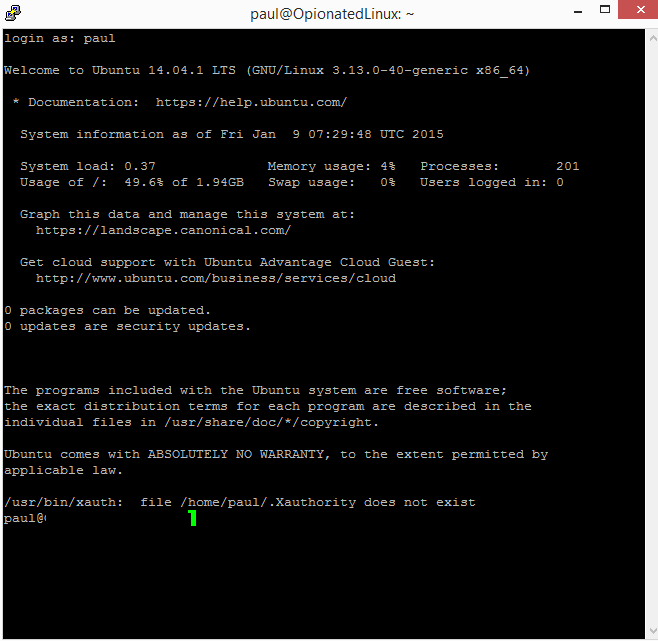 paul@OpionatedLinux: ~
login as: paul
Welcome to Ubuntu 14.04.1 LTS (GNU/Linux 3.13.0-40-generic x86_64)
* Documentation:  https://help.ubuntu.com/
System information as of Fri Jan  9 07:29:48 UTC 2015
System load: 0.37 Memory usage: 4% Processes: 201
Usage of /: 49.6% of 1.94GB Swap usage: 0% Users logged in: 0
Graph this data and manage this system at:
https://landscape.canonical.com/
Get cloud support with Ubuntu Advantage Cloud Guest:
http://www.ubuntu.com/business/services/cloud
0 packages can be updated.
0 updates are security updates.
The programs included with the Ubuntu system are free software;
the exact distribution terms for each program are described in the
individual files in /usr/share/doc/*/copyright.
Ubuntu comes with ABSOLUTELY NO WARRANTY, to the extent permitted by
applicable law.
/usr/bin/xauth:  file /home/paul/.Xauthority does not exist
paul@